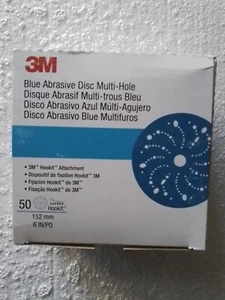 3M
Blue Abrasive Disc Multi-Hole
Disque Abrasif Multi-trous Bleu
Disco Abrasivo Azul Múlti-Agujero
Disco Abrasivo Blue Multifuros
• 3M™ Hookit™ Attachment
• Dispositif de fixation Hookit™ 3M
• Fijación Hookit™ de 3M™
• Fixação Hookit™ de 3M™
50
Hookit™
152 mm
6 IN/PO